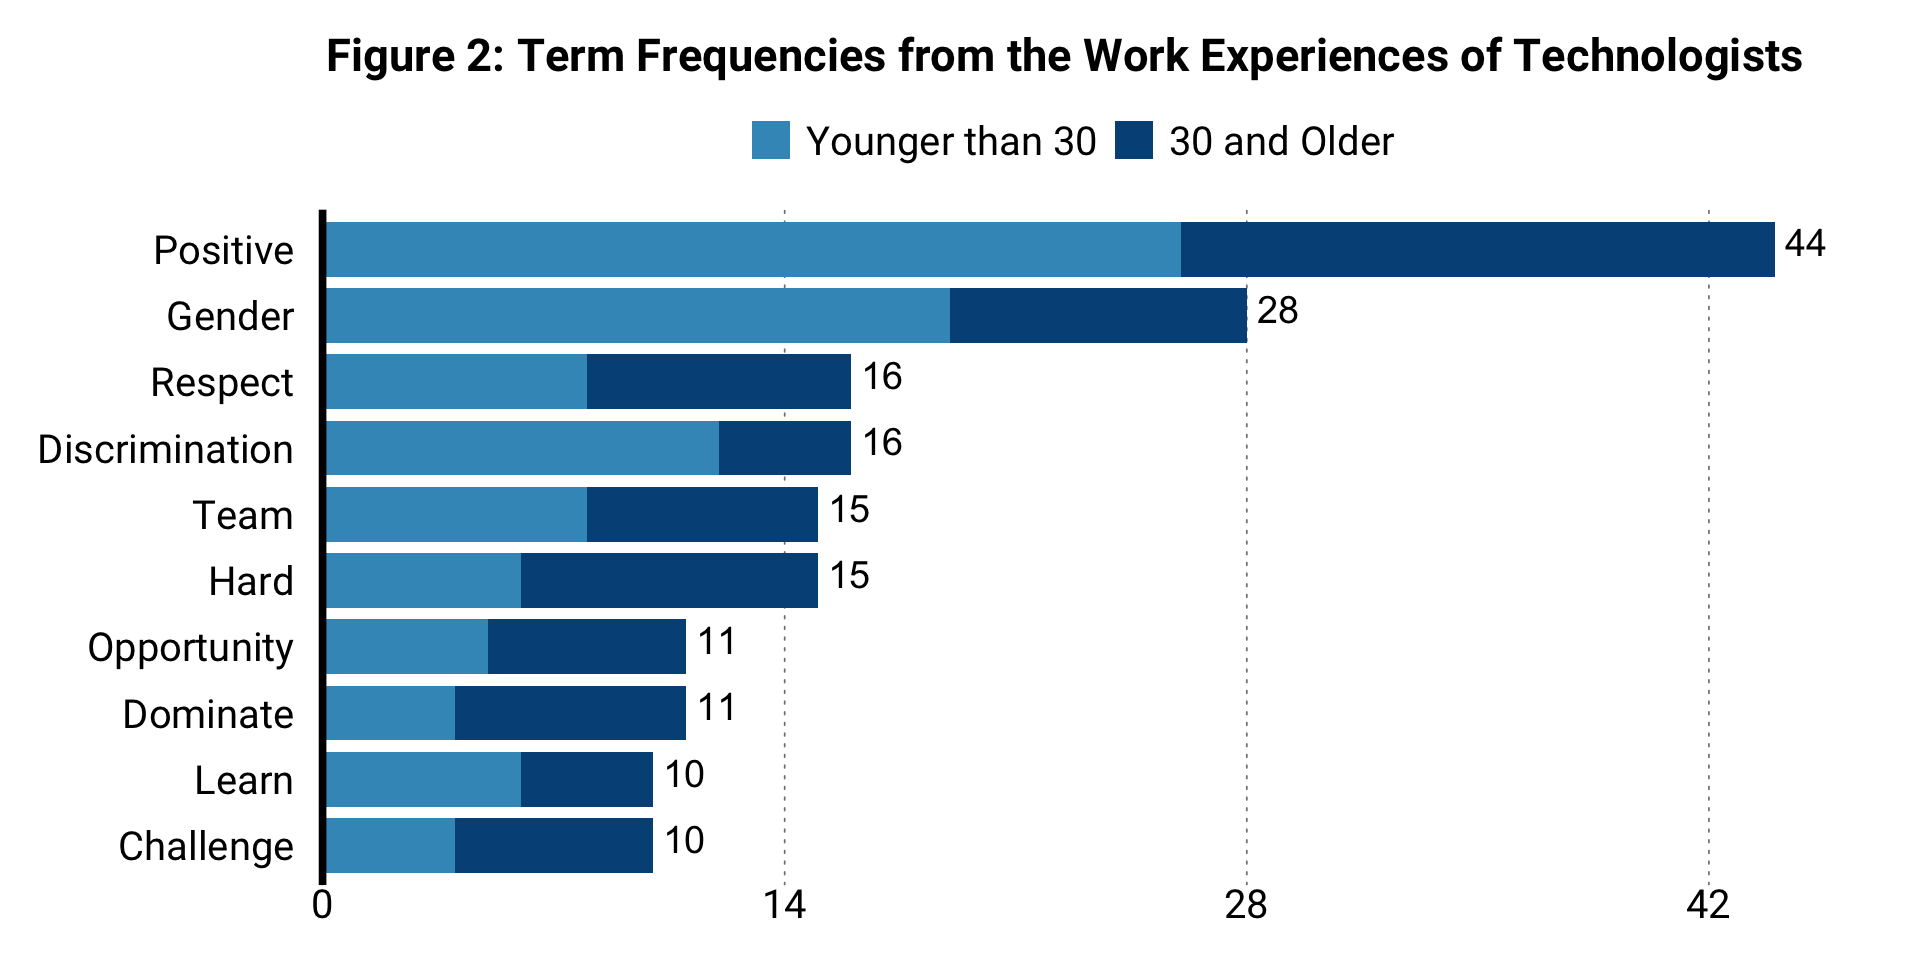 Figure 2: Term Frequencies from the Work Experiences of Technologists
Younger than 30
30 and Older
Positive 44
Gender 28
Respect 16
Discrimination 16
Team 15
Hard 15
Opportunity 11
Dominate 11
Learn 10
Challenge 10
0 14 28 42